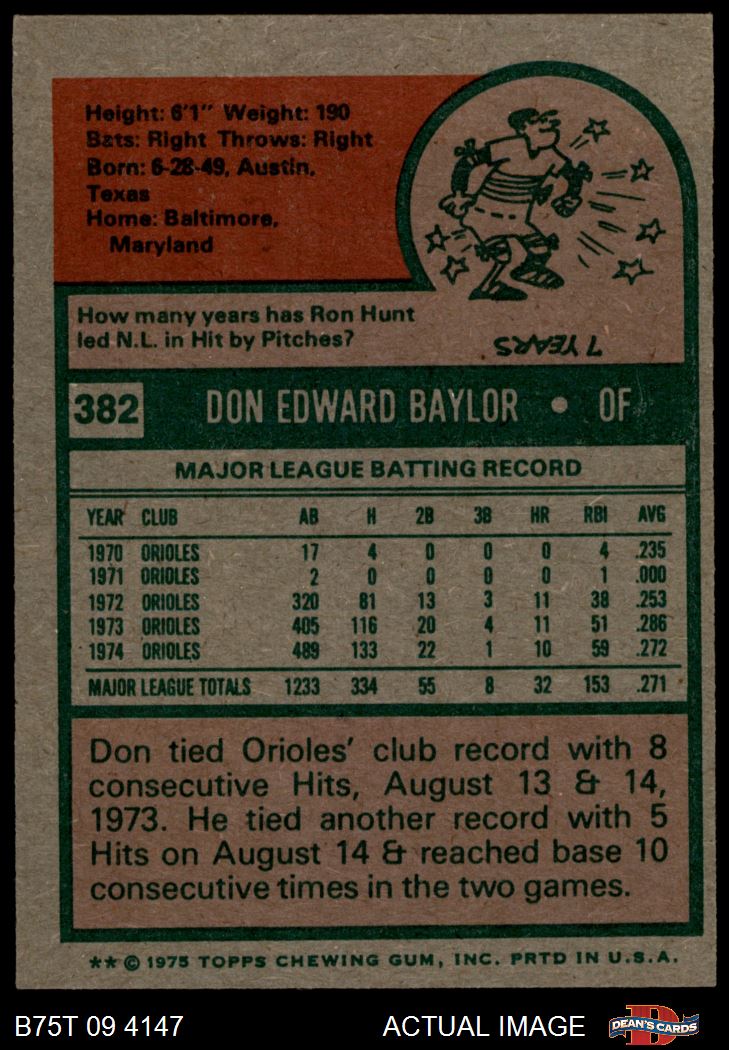 Height: 6'1" Weight: 190
Bats: Right Throws: Right
Born: 6-28-49, Austin,
Texas
Home: Baltimore,
Maryland
How many years has Ron Hunt
led N.L. in Hit by Pitches?
7 YEARS
382 DON EDWARD BAYLOR • OF
MAJOR LEAGUE BATTING RECORD
YEAR CLUB AB H 2B 3B HR RBI AVG
1970 ORIOLES 17 4 0 0 0 4 .235
1971 ORIOLES 2 0 0 0 0 1 .000
1972 ORIOLES 320 81 13 3 11 38 .253
1973 ORIOLES 405 116 20 4 11 51 .286
1974 ORIOLES 489 133 22 1 10 59 .272
MAJOR LEAGUE TOTALS 1233 334 55 8 32 153 .271
Don tied Orioles' club record with 8
consecutive Hits, August 13 & 14,
1973. He tied another record with 5
Hits on August 14 & reached base 10
consecutive times in the two games.
** © 1975 TOPPS CHEWING GUM, INC. PRTD IN U.S.A.
B75T 09 4147 ACTUAL IMAGE DEAN'S CARDS